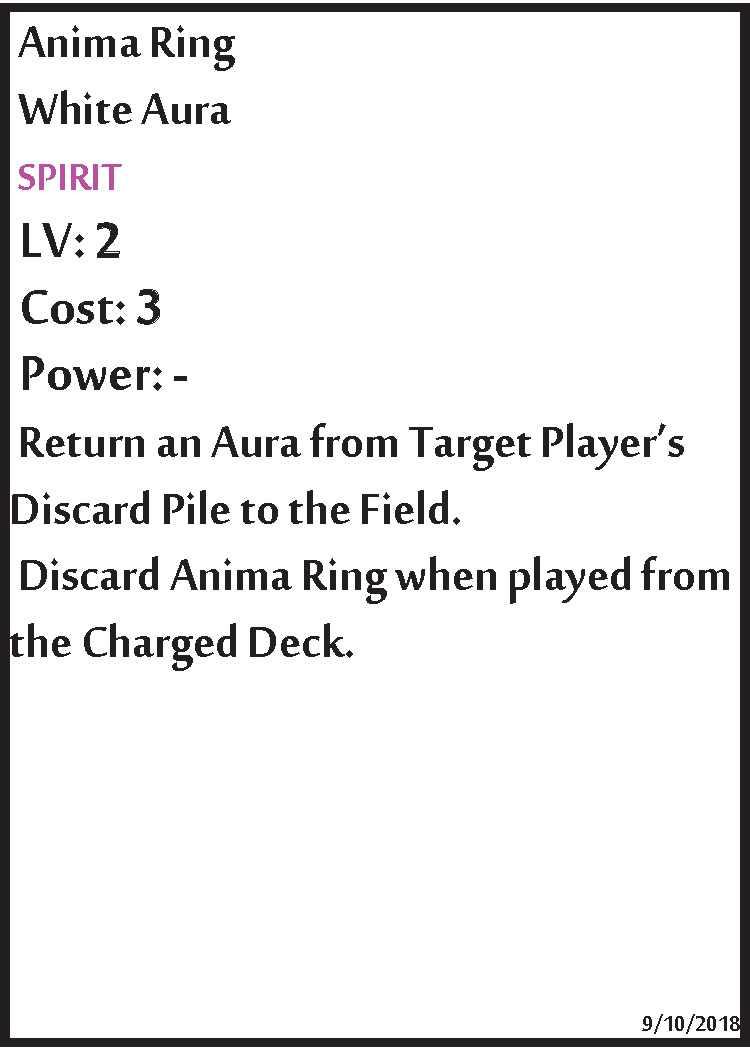 Anima Ring
White Aura
SPIRIT
LV: 2
Cost: 3
Power: -
Return an Aura from Target Player’s
Discard Pile to the Field.
Discard Anima Ring when played from
the Charged Deck.
9/10/2018